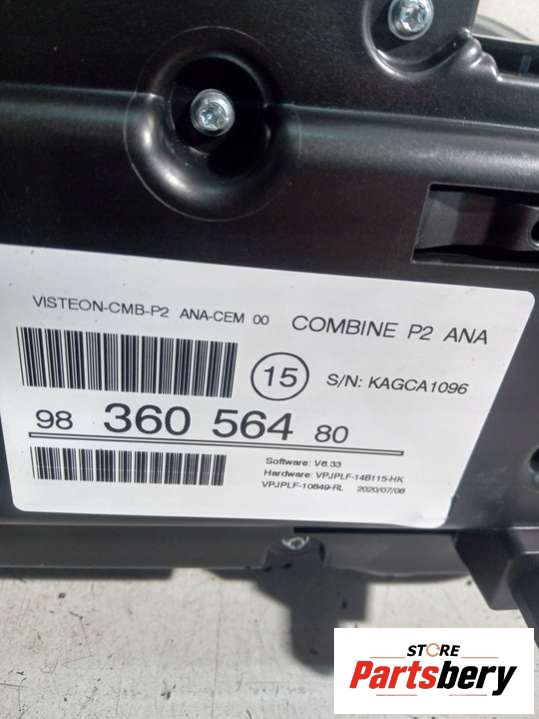 VISTEON-CMB-P2 ANA-CEM 00 COMBINE P2 ANA
15 S/N: KAGCA1096
98 360 564 80
Software: V6.33
Hardware: VPJPLF-14B115-HK
VPJPLF-10849-RL 2020/07/08
STORE
Partsbery